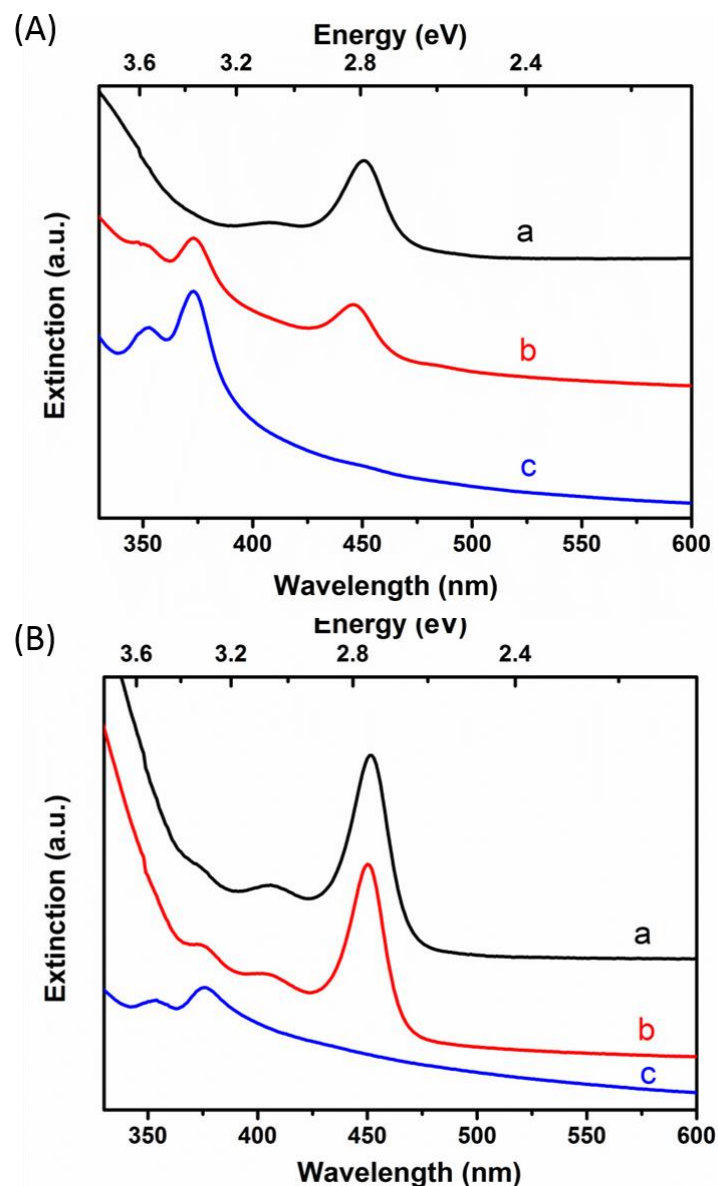 (A)
Energy (eV)
3.6 3.2 2.8 2.4
Extinction (a.u.)
a
b
c
350 400 450 500 550 600
Wavelength (nm)
(B)
Energy (eV)
3.6 3.2 2.8 2.4
Extinction (a.u.)
a
b
c
350 400 450 500 550 600
Wavelength (nm)